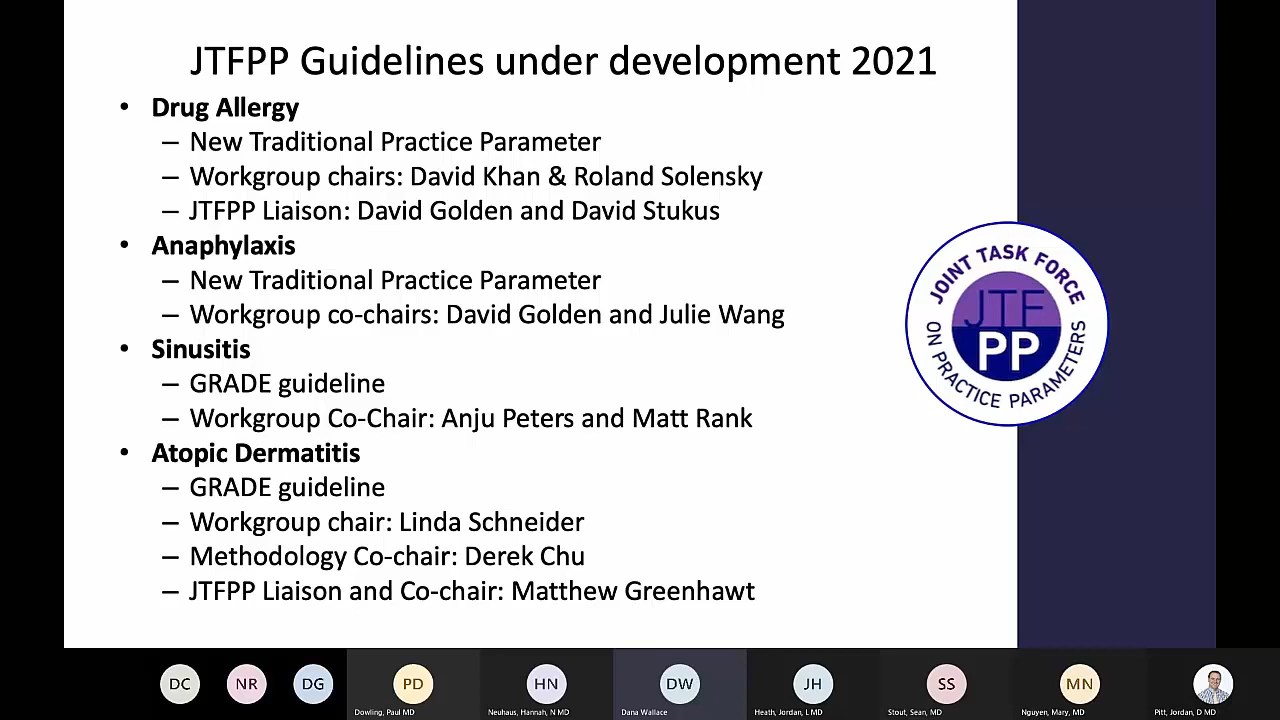 JTFPP Guidelines under development 2021
• Drug Allergy
– New Traditional Practice Parameter
– Workgroup chairs: David Khan & Roland Solensky
– JTFPP Liaison: David Golden and David Stukus
• Anaphylaxis
– New Traditional Practice Parameter
– Workgroup co-chairs: David Golden and Julie Wang
• Sinusitis
– GRADE guideline
– Workgroup Co-Chair: Anju Peters and Matt Rank
• Atopic Dermatitis
– GRADE guideline
– Workgroup chair: Linda Schneider
– Methodology Co-chair: Derek Chu
– JTFPP Liaison and Co-chair: Matthew Greenhawt
JOINT TASK FORCE
JTF
PP
ON PRACTICE PARAMETERS
DC
NR
DG
PD
HN
DW
JH
SS
MN
Dowling, Paul MD
Neuhaus, Hannah, N MD
Dana Wallace
Heath, Jordan, L MD
Stout, Sean, MD
Nguyen, Mary, MD
Pitt, Jordan, D MD